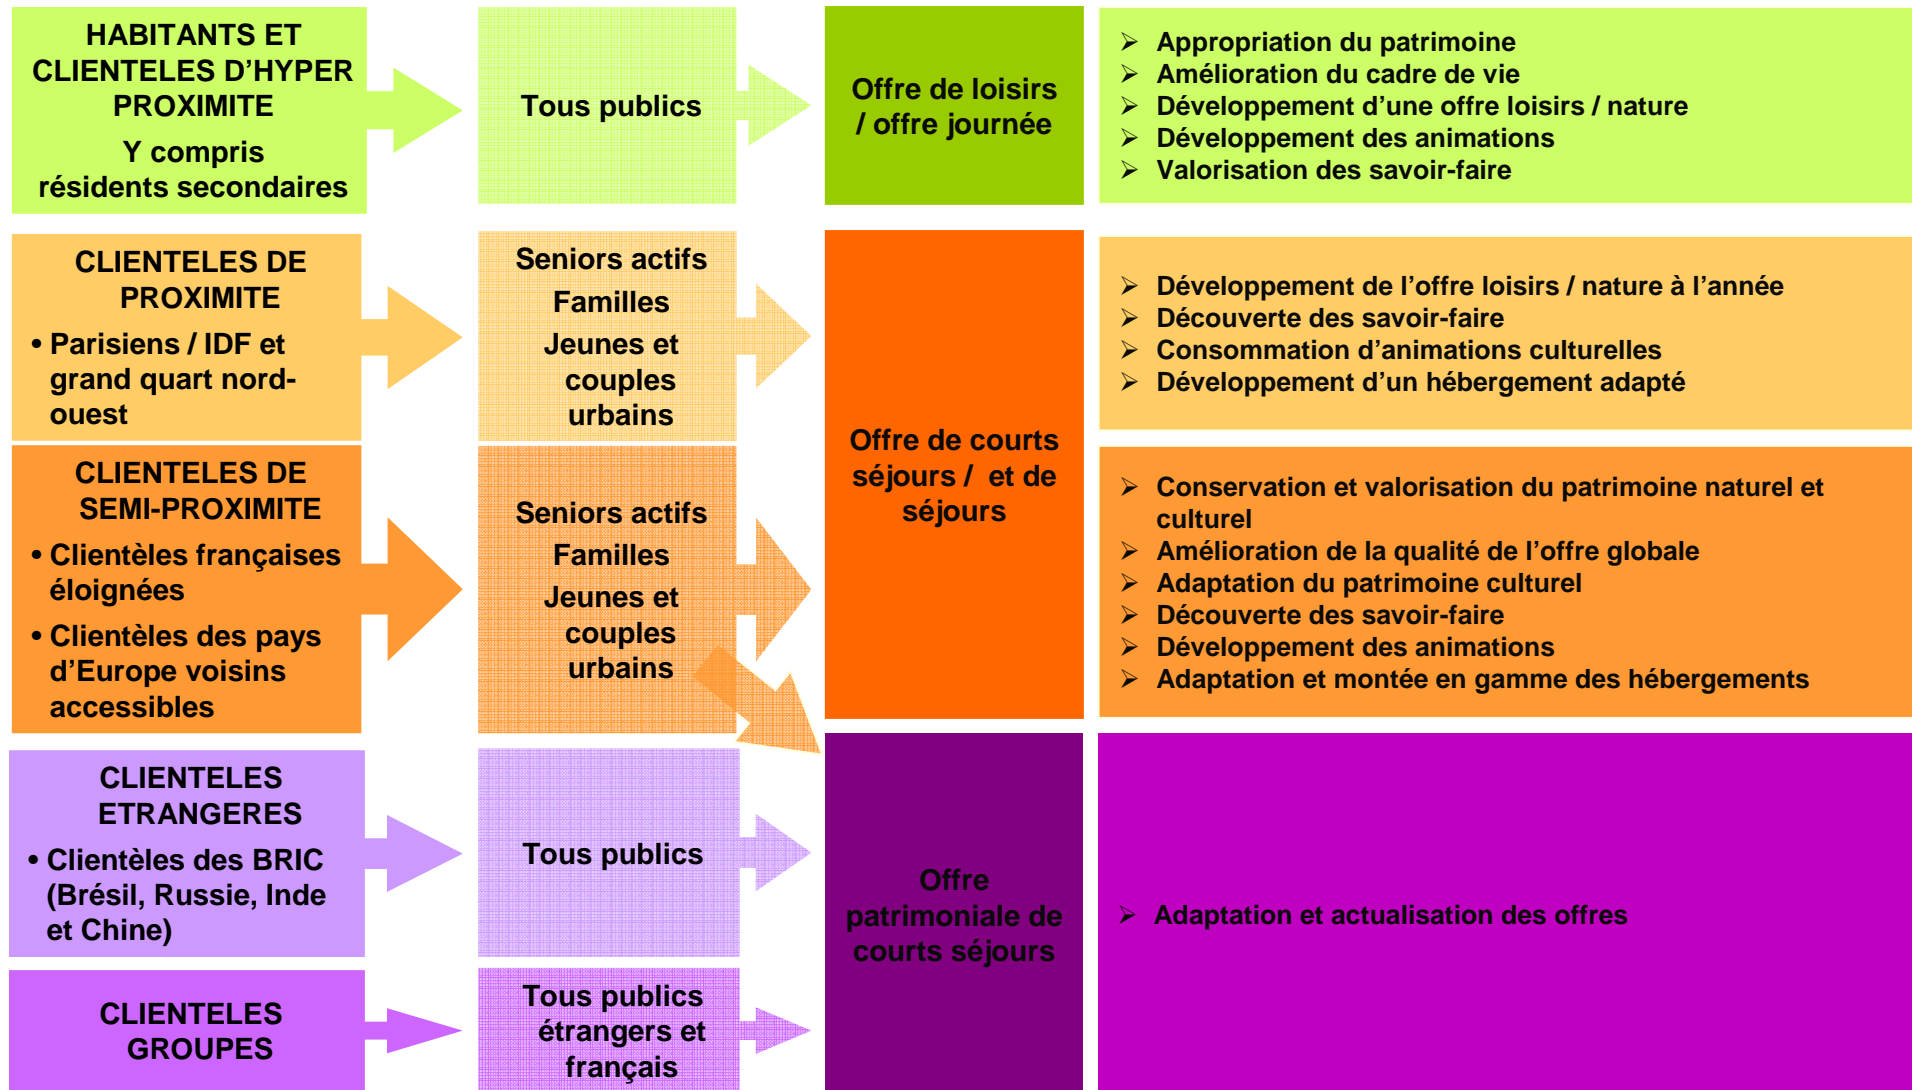 HABITANTS ET
CLIENTELES D'HYPER
PROXIMITE
Y compris
résidents secondaires
Tous publics
Offre de loisirs
/ offre journée
➢ Appropriation du patrimoine
➢ Amélioration du cadre de vie
➢ Développement d'une offre loisirs / nature
➢ Développement des animations
➢ Valorisation des savoir-faire
CLIENTELES DE
PROXIMITE
• Parisiens / IDF et
grand quart nord-
ouest
Seniors actifs
Familles
Jeunes et
couples
urbains
Offre de courts
séjours / et de
séjours
➢ Développement de l'offre loisirs / nature à l'année
➢ Découverte des savoir-faire
➢ Consommation d'animations culturelles
➢ Développement d'un hébergement adapté
CLIENTELES DE
SEMI-PROXIMITE
• Clientèles françaises
éloignées
• Clientèles des pays
d'Europe voisins
accessibles
Seniors actifs
Familles
Jeunes et
couples
urbains
➢ Conservation et valorisation du patrimoine naturel et
culturel
➢ Amélioration de la qualité de l'offre globale
➢ Adaptation du patrimoine culturel
➢ Découverte des savoir-faire
➢ Développement des animations
➢ Adaptation et montée en gamme des hébergements
CLIENTELES
ETRANGERES
• Clientèles des BRIC
(Brésil, Russie, Inde
et Chine)
Tous publics
Offre
patrimoniale de
courts séjours
➢ Adaptation et actualisation des offres
CLIENTELES
GROUPES
Tous publics
étrangers et
français